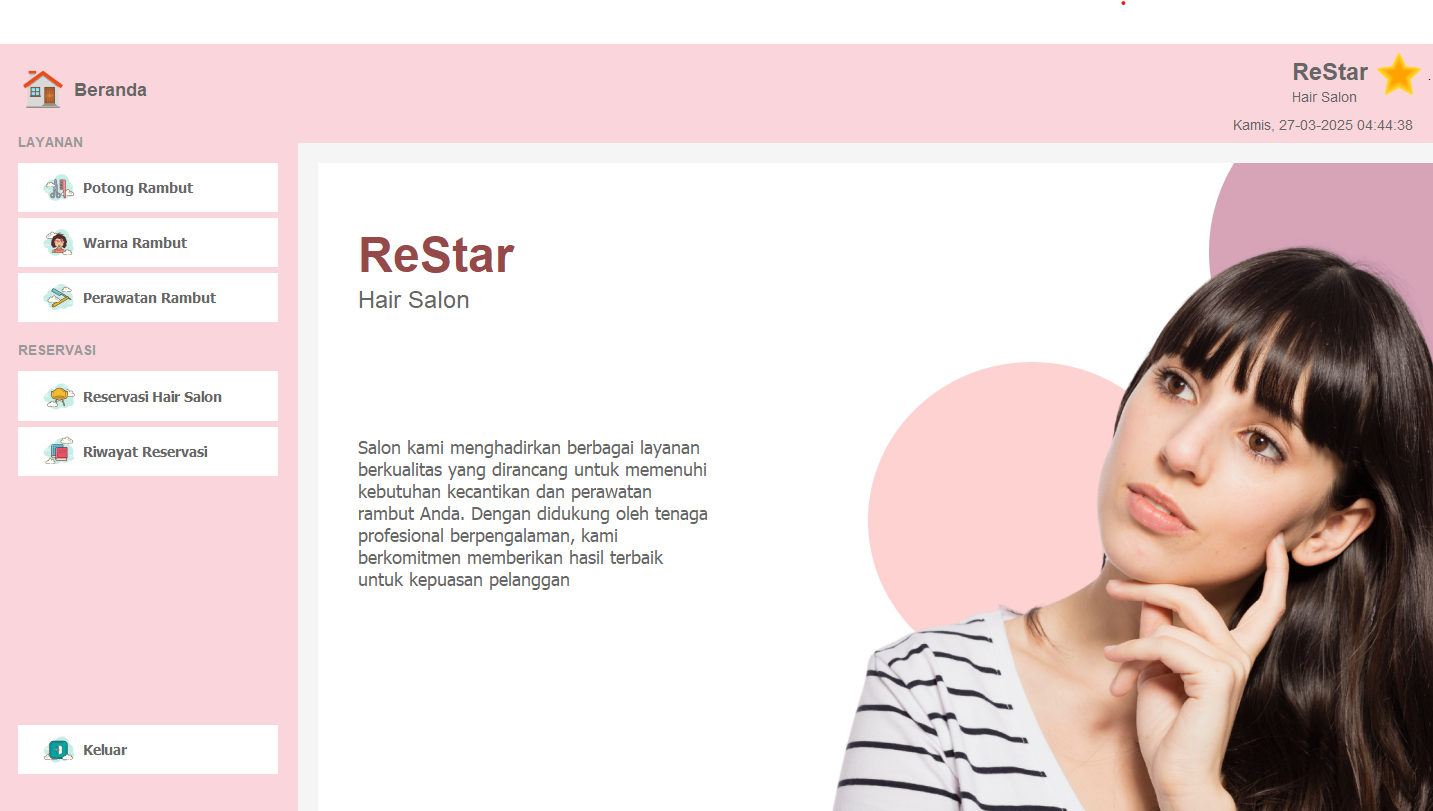 Beranda
ReStar
Hair Salon
Kamis, 27-03-2025 04:44:38
LAYANAN
Potong Rambut
Warna Rambut
Perawatan Rambut
RESERVASI
Reservasi Hair Salon
Riwayat Reservasi
Keluar
ReStar
Hair Salon
Salon kami menghadirkan berbagai layanan
berkualitas yang dirancang untuk memenuhi
kebutuhan kecantikan dan perawatan
rambut Anda. Dengan didukung oleh tenaga
profesional berpengalaman, kami
berkomitmen memberikan hasil terbaik
untuk kepuasan pelanggan